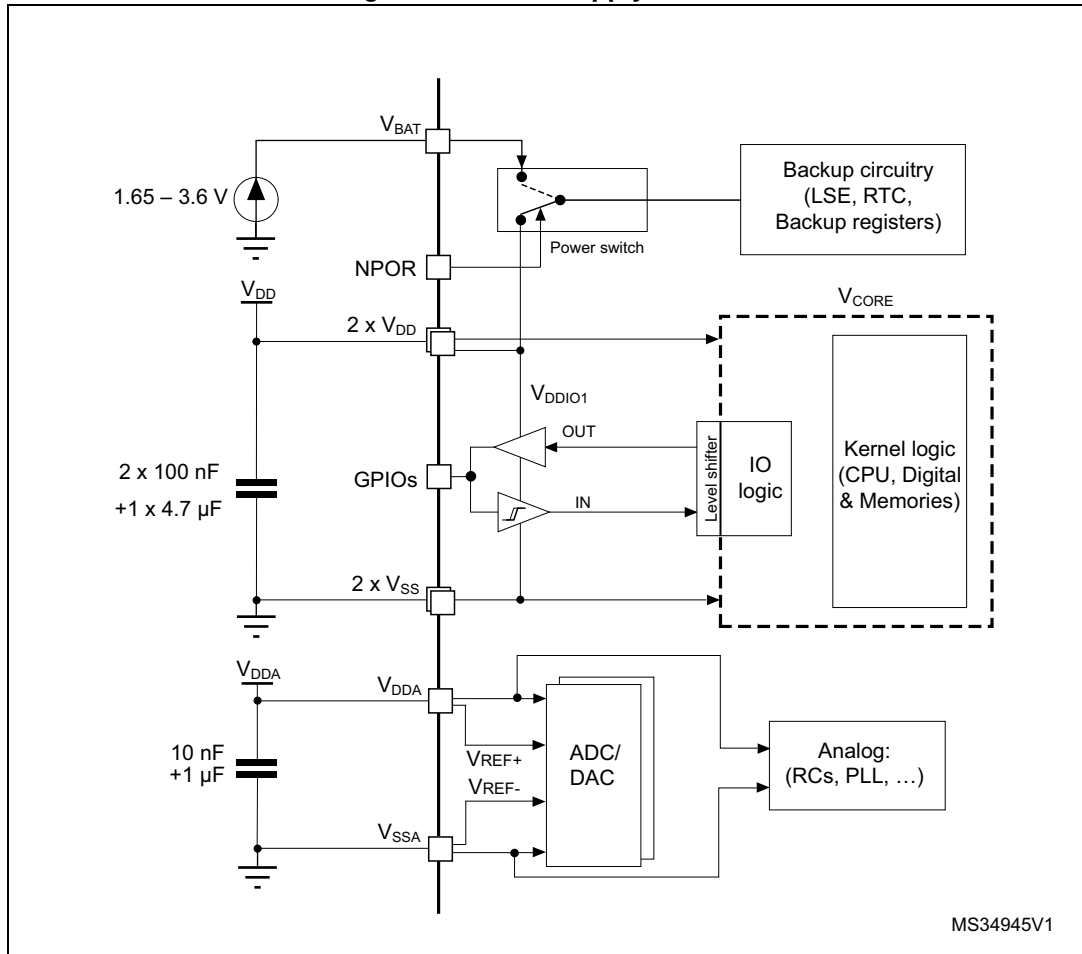 VBAT
1.65 – 3.6 V
Power switch
Backup circuitry
(LSE, RTC,
Backup registers)
NPOR
VDD
2 x VDD
VCORE
VDDIO1
OUT
GPIOs
IN
Level shifter
IO
logic
Kernel logic
(CPU, Digital
& Memories)
2 x 100 nF
+1 x 4.7 µF
2 x VSS
VDDA
VDDA
10 nF
+1 µF
VREF+
VREF-
ADC/
DAC
Analog:
(RCs, PLL, …)
VSSA
MS34945V1